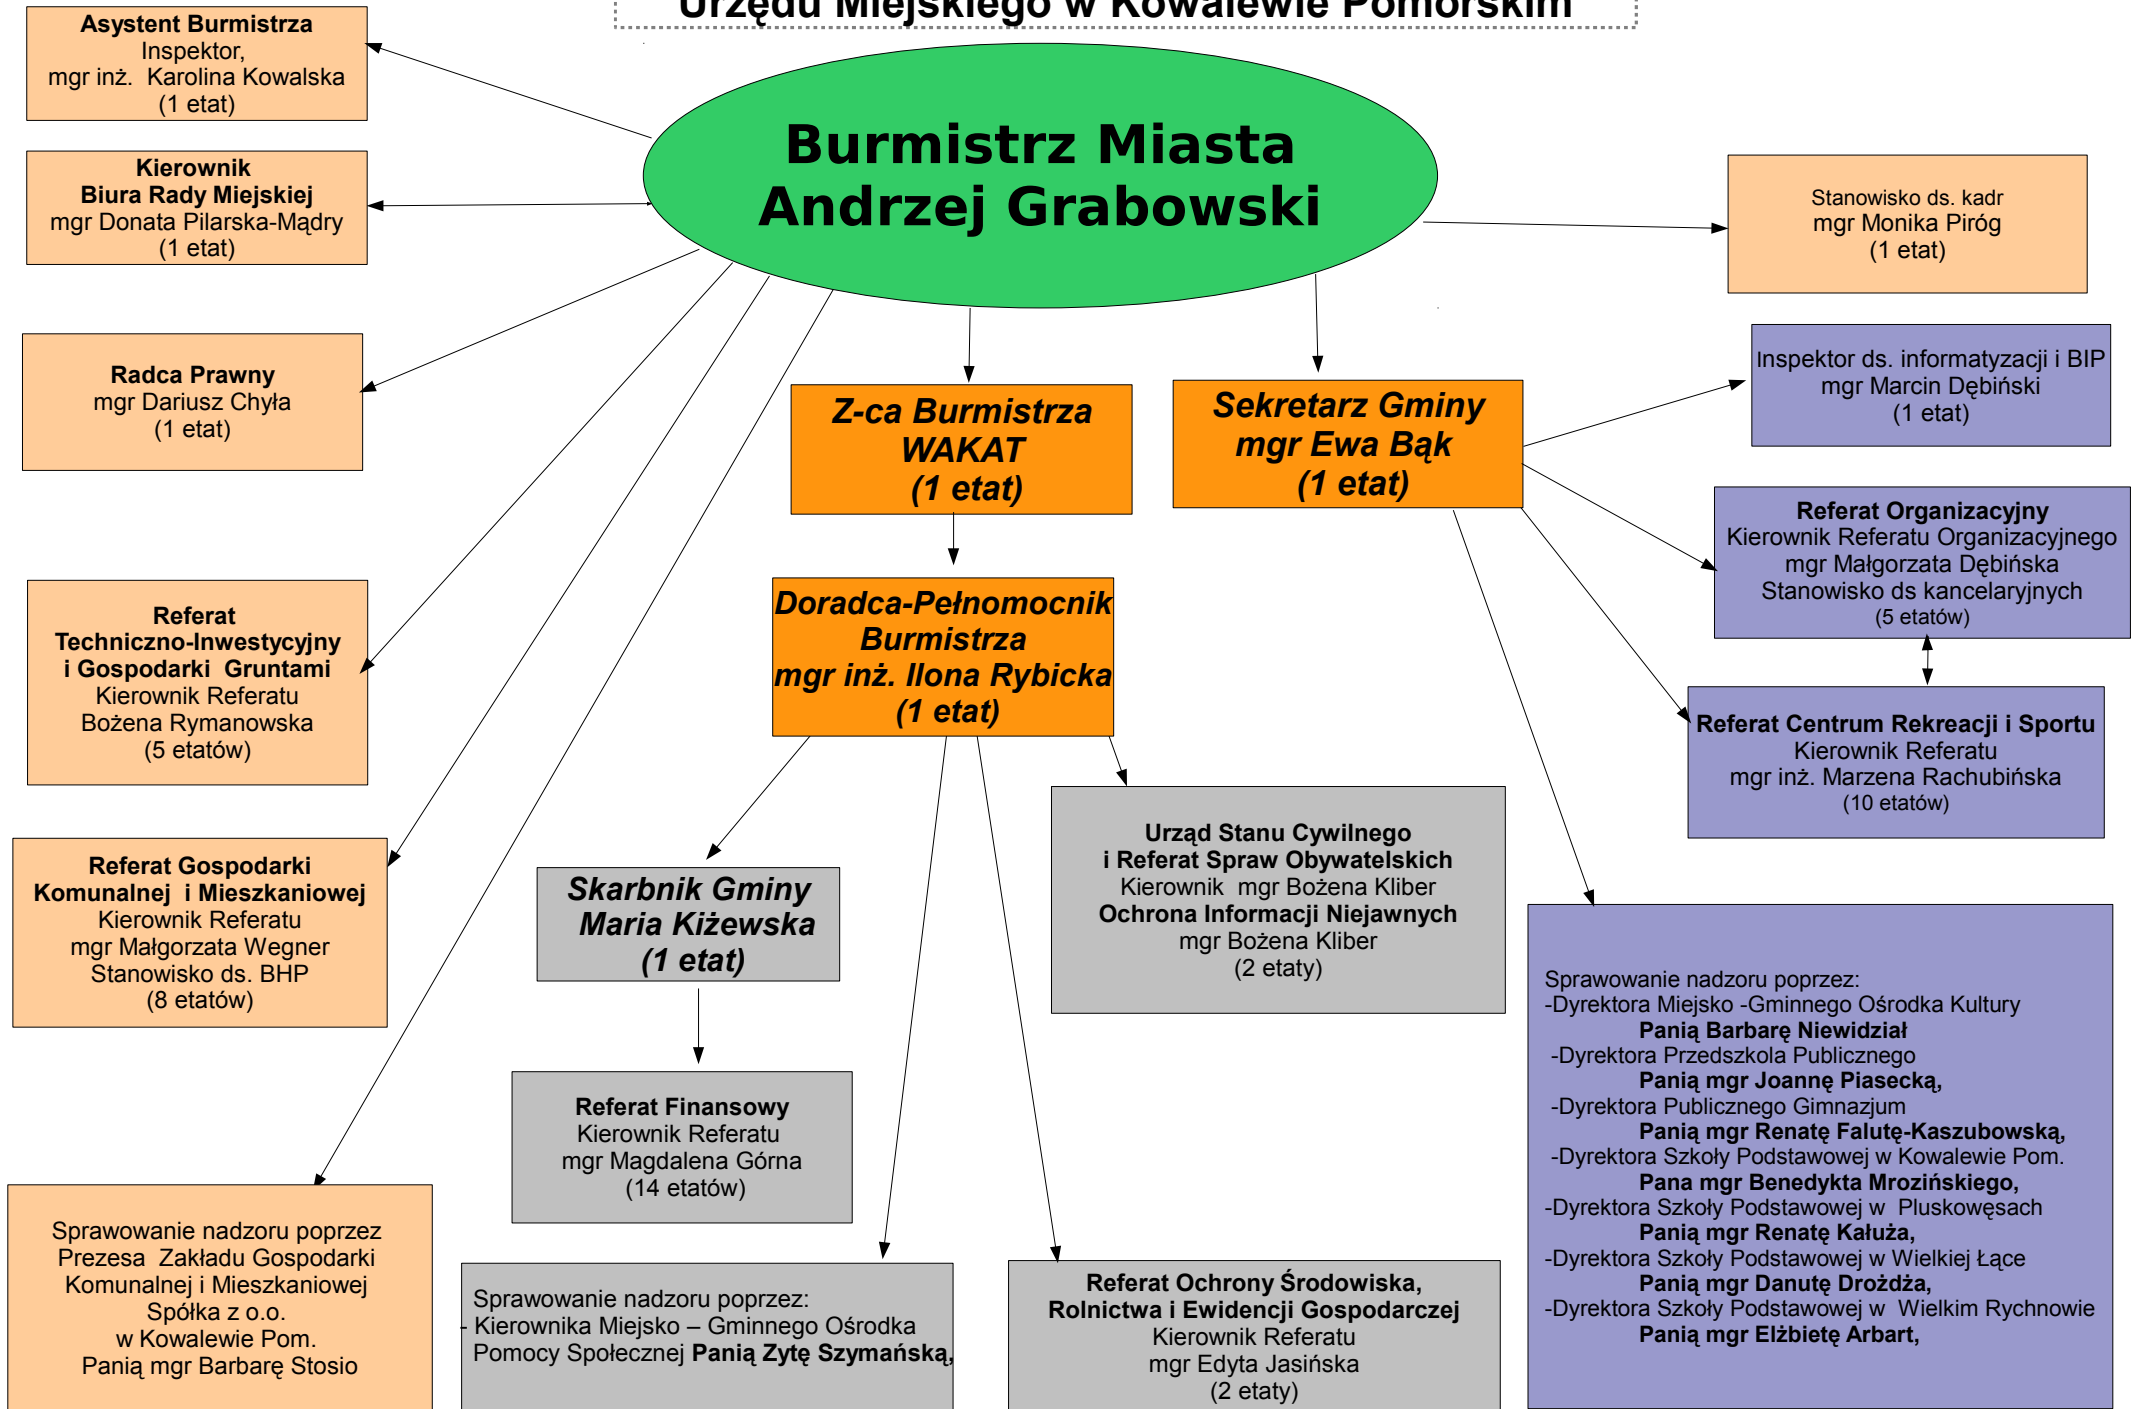 Urzędu Miejskiego w Kowalewie Pomorskim
Asystent Burmistrza
Inspektor,
mgr inż. Karolina Kowalska
(1 etat)
Burmistrz Miasta
Andrzej Grabowski
Kierownik
Biura Rady Miejskiej
mgr Donata Pilarska-Mądry
(1 etat)
Stanowisko ds. kadr
mgr Monika Piróg
(1 etat)
Radca Prawny
mgr Dariusz Chyła
(1 etat)
Z-ca Burmistrza
WAKAT
(1 etat)
Sekretarz Gminy
mgr Ewa Bąk
(1 etat)
Inspektor ds. informatyzacji i BIP
mgr Marcin Dębiński
(1 etat)
Referat Organizacyjny
Kierownik Referatu Organizacyjnego
mgr Małgorzata Dębińska
Stanowisko ds kancelaryjnych
(5 etatów)
Referat
Techniczno-Inwestycyjny
i Gospodarki Gruntami
Kierownik Referatu
Bożena Rymanowska
(5 etatów)
Doradca-Pełnomocnik
Burmistrza
mgr inż. Ilona Rybicka
(1 etat)
Referat Centrum Rekreacji i Sportu
Kierownik Referatu
mgr inż. Marzena Rachubińska
(10 etatów)
Referat Gospodarki
Komunalnej i Mieszkaniowej
Kierownik Referatu
mgr Małgorzata Wegner
Stanowisko ds. BHP
(8 etatów)
Skarbnik Gminy
Maria Kiżewska
(1 etat)
Urząd Stanu Cywilnego
i Referat Spraw Obywatelskich
Kierownik mgr Bożena Kliber
Ochrona Informacji Niejawnych
mgr Bożena Kliber
(2 etaty)
Sprawowanie nadzoru poprzez:
-Dyrektora Miejsko -Gminnego Ośrodka Kultury
Panią Barbarę Niewidział
-Dyrektora Przedszkola Publicznego
Panią mgr Joannę Piasecką,
-Dyrektora Publicznego Gimnazjum
Panią mgr Renatę Falutę-Kaszubowską,
-Dyrektora Szkoły Podstawowej w Kowalewie Pom.
Pana mgr Benedykta Mrozińskiego,
-Dyrektora Szkoły Podstawowej w Pluskowęsach
Panią mgr Renatę Kałuża,
-Dyrektora Szkoły Podstawowej w Wielkiej Łące
Panią mgr Danutę Drożdża,
-Dyrektora Szkoły Podstawowej w Wielkim Rychnowie
Panią mgr Elżbietę Arbart,
Referat Finansowy
Kierownik Referatu
mgr Magdalena Górna
(14 etatów)
Sprawowanie nadzoru poprzez
Prezesa Zakładu Gospodarki
Komunalnej i Mieszkaniowej
Spółka z o.o.
w Kowalewie Pom.
Panią mgr Barbarę Stosio
Sprawowanie nadzoru poprzez:
- Kierownika Miejsko – Gminnego Ośrodka
Pomocy Społecznej Panią Zytę Szymańską,
Referat Ochrony Środowiska,
Rolnictwa i Ewidencji Gospodarczej
Kierownik Referatu
mgr Edyta Jasińska
(2 etaty)